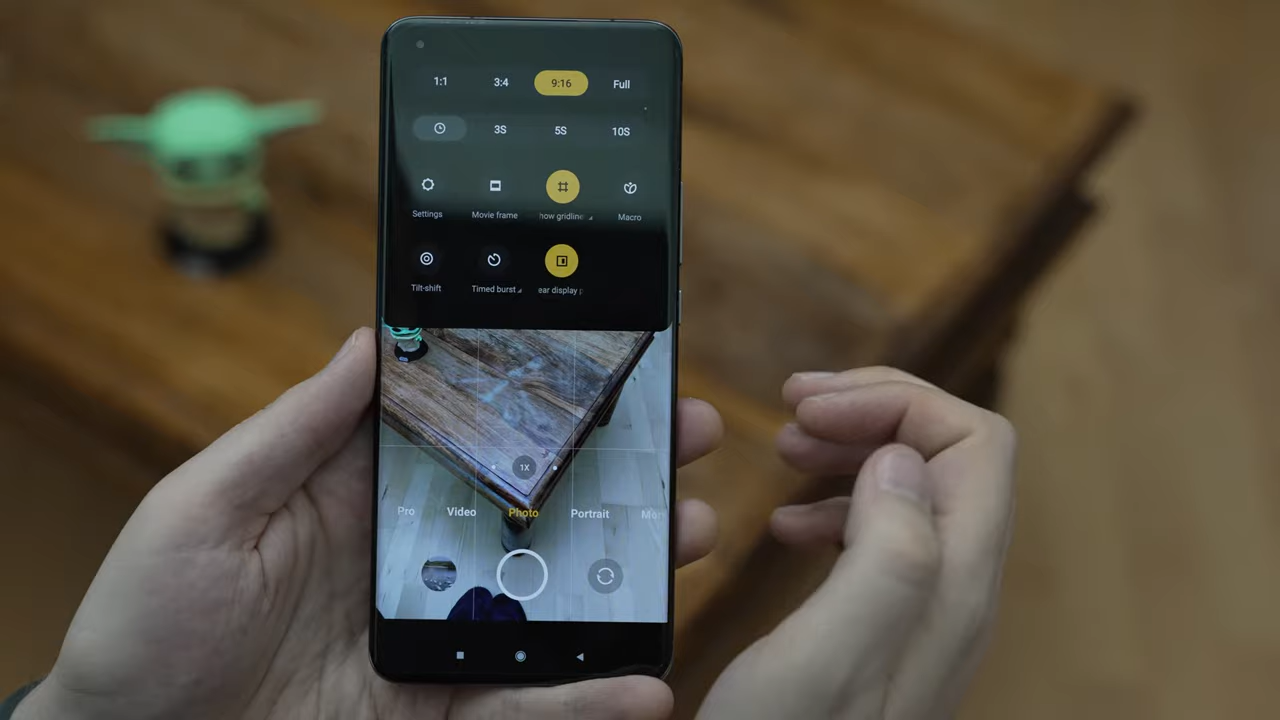 1:1 3:4 9:16 Full
3S 5S 10S
Settings Movie frame how gridline Macro
Tilt-shift Timed burst ear display p
1X
Pro Video Photo Portrait Mor